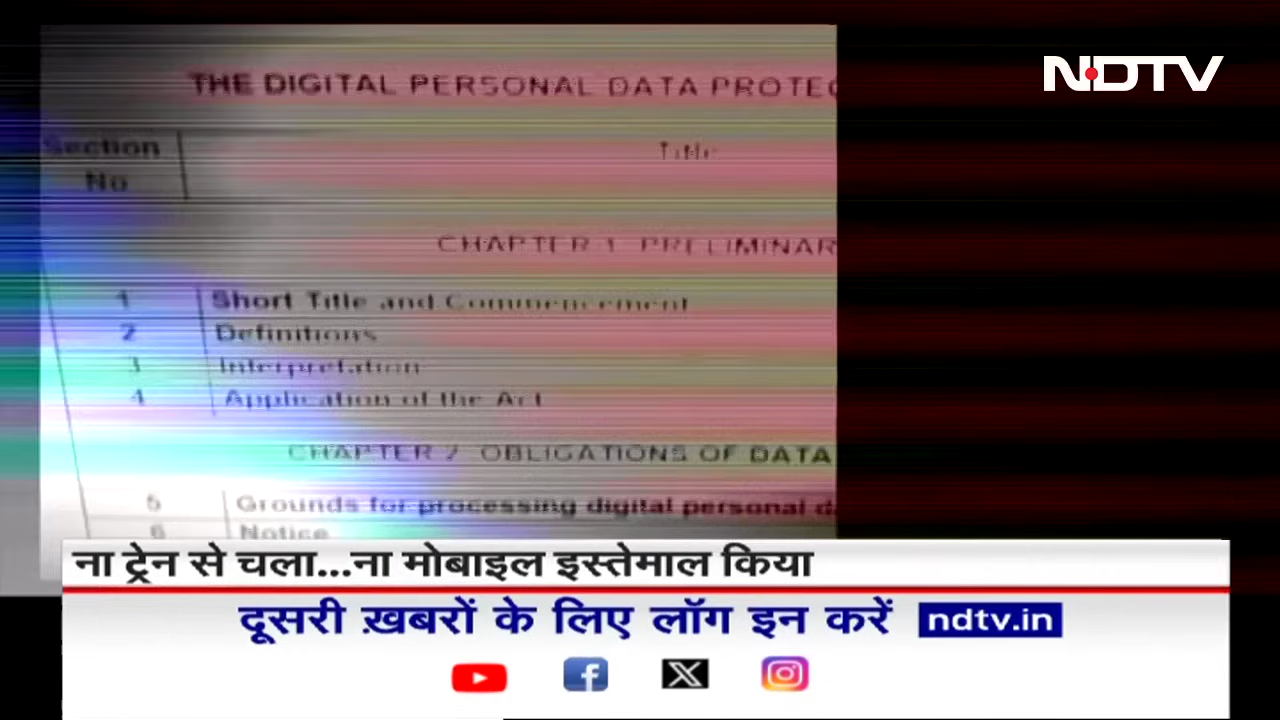 NDTV
THE DIGITAL PERSONAL DATA PROTEC
Section
No
Title
CHAPTER 1 PRELIMINAR
1 Short Title and Commencement
2 Definitions
3 Interpretation
4 Application of the Act
CHAPTER 2 OBLIGATIONS OF DATA
5 Grounds for processing digital personal da
6 Notice
ना ट्रेन से चला...ना मोबाइल इस्तेमाल किया
दूसरी ख़बरों के लिए लॉग इन करें ndtv.in